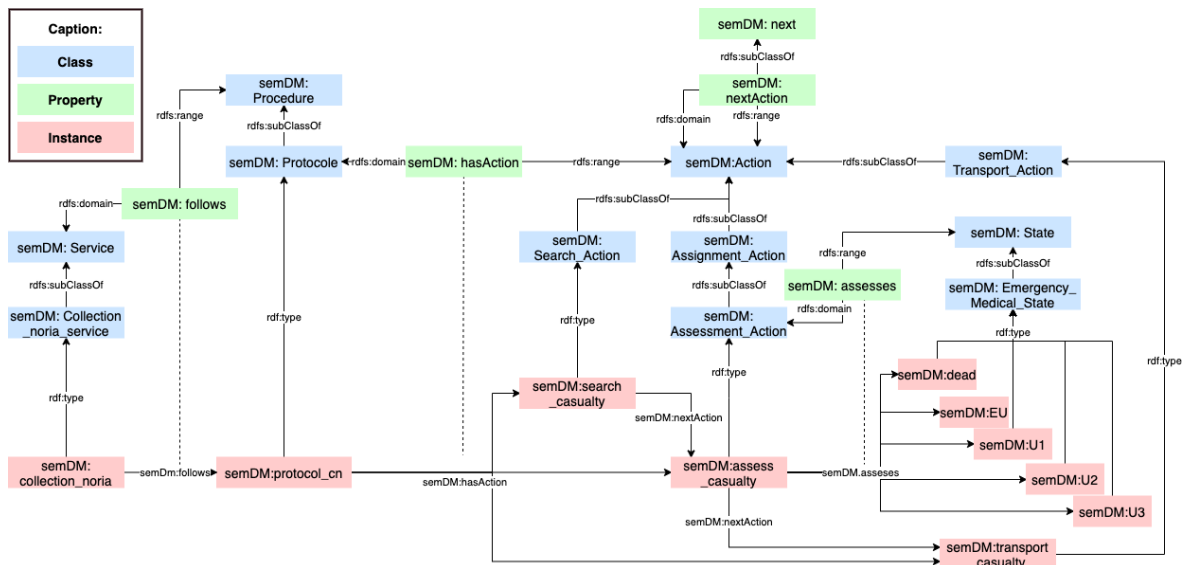 Caption:
Class
Property
Instance
semDM: next
rdfs:subClassOf
semDM:
nextAction
rdfs:domain
rdfs:range
semDM:
Procedure
rdfs:range
rdfs:subClassOf
semDM: Protocole
rdfs:domain
semDM: hasAction
rdfs:range
semDM:Action
rdfs:subClassOf
semDM:
Transport_Action
rdfs:domain
semDM: follows
rdfs:subClassOf
rdfs:subClassOf
semDM: Service
semDM:
Search_Action
semDM:
Assignment_Action
rdfs:range
semDM: State
rdfs:subClassOf
rdfs:subClassOf
semDM: assesses
rdfs:subClassOf
semDM: Emergency_
Medical_State
semDM: Collection
_noria_service
rdf:type
rdf:type
semDM:
Assessment_Action
rdfs:domain
rdf:type
rdf:type
rdf:type
rdf:type
semDM:dead
semDM:search
_casualty
semDM:nextAction
semDM:EU
semDM:U1
semDM:
collection_noria
semDm:follows
semDM:protocol_cn
semDM:hasAction
semDM:assess
_casualty
semDM.asseses
semDM:U2
semDM:U3
semDM:nextAction
semDM:transport
casualty